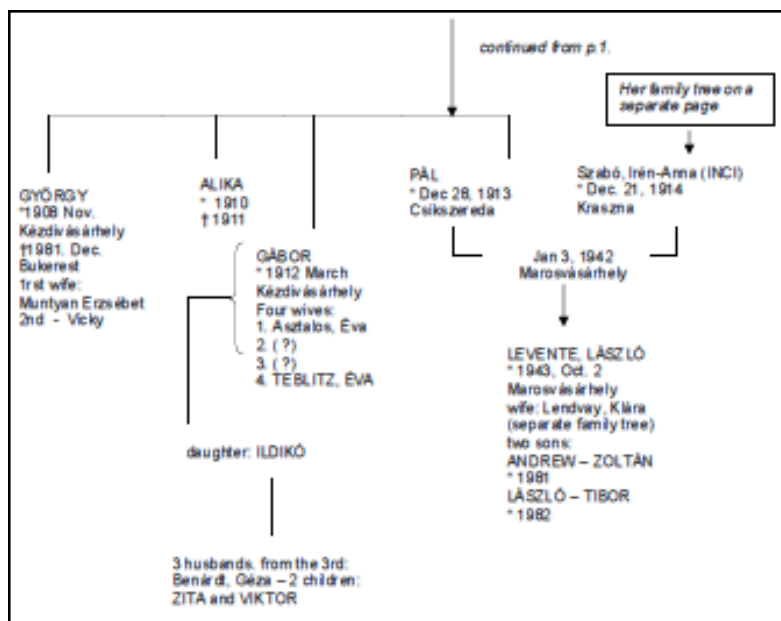 continued from p.1.
Her family tree on a
separate page
GYÖRGY
*1908 Nov.
Kézdivásárhely
†1981. Dec.
Bukerest
1rst wife:
Muntyan Erzsébet
2nd - Vicky
ALIKA
* 1910
† 1911
GÁBOR
* 1912 March
Kézdivásárhely
Four wives:
1. Asztalos, Éva
2. ( ?)
3. (?)
4. TEBLITZ, ÉVA
PÁL
* Dec 28, 1913
Csikszereda
Szabó, Irén-Anna (INCI)
* Dec. 21, 1914
Kraszna
Jan 3, 1942
Marosvásárhely
LEVENTE, LÁSZLÓ
* 1943, Oct. 2
Marosvásárhely
wife: Lendvay, Klára
(separate family tree)
two sons:
ANDREW – ZOLTÁN
* 1981
LÁSZLÓ – TIBOR
* 1982
daughter: ILDIKÓ
3 husbands. from the 3rd:
Benárdt, Géza – 2 children:
ZITA and VIKTOR